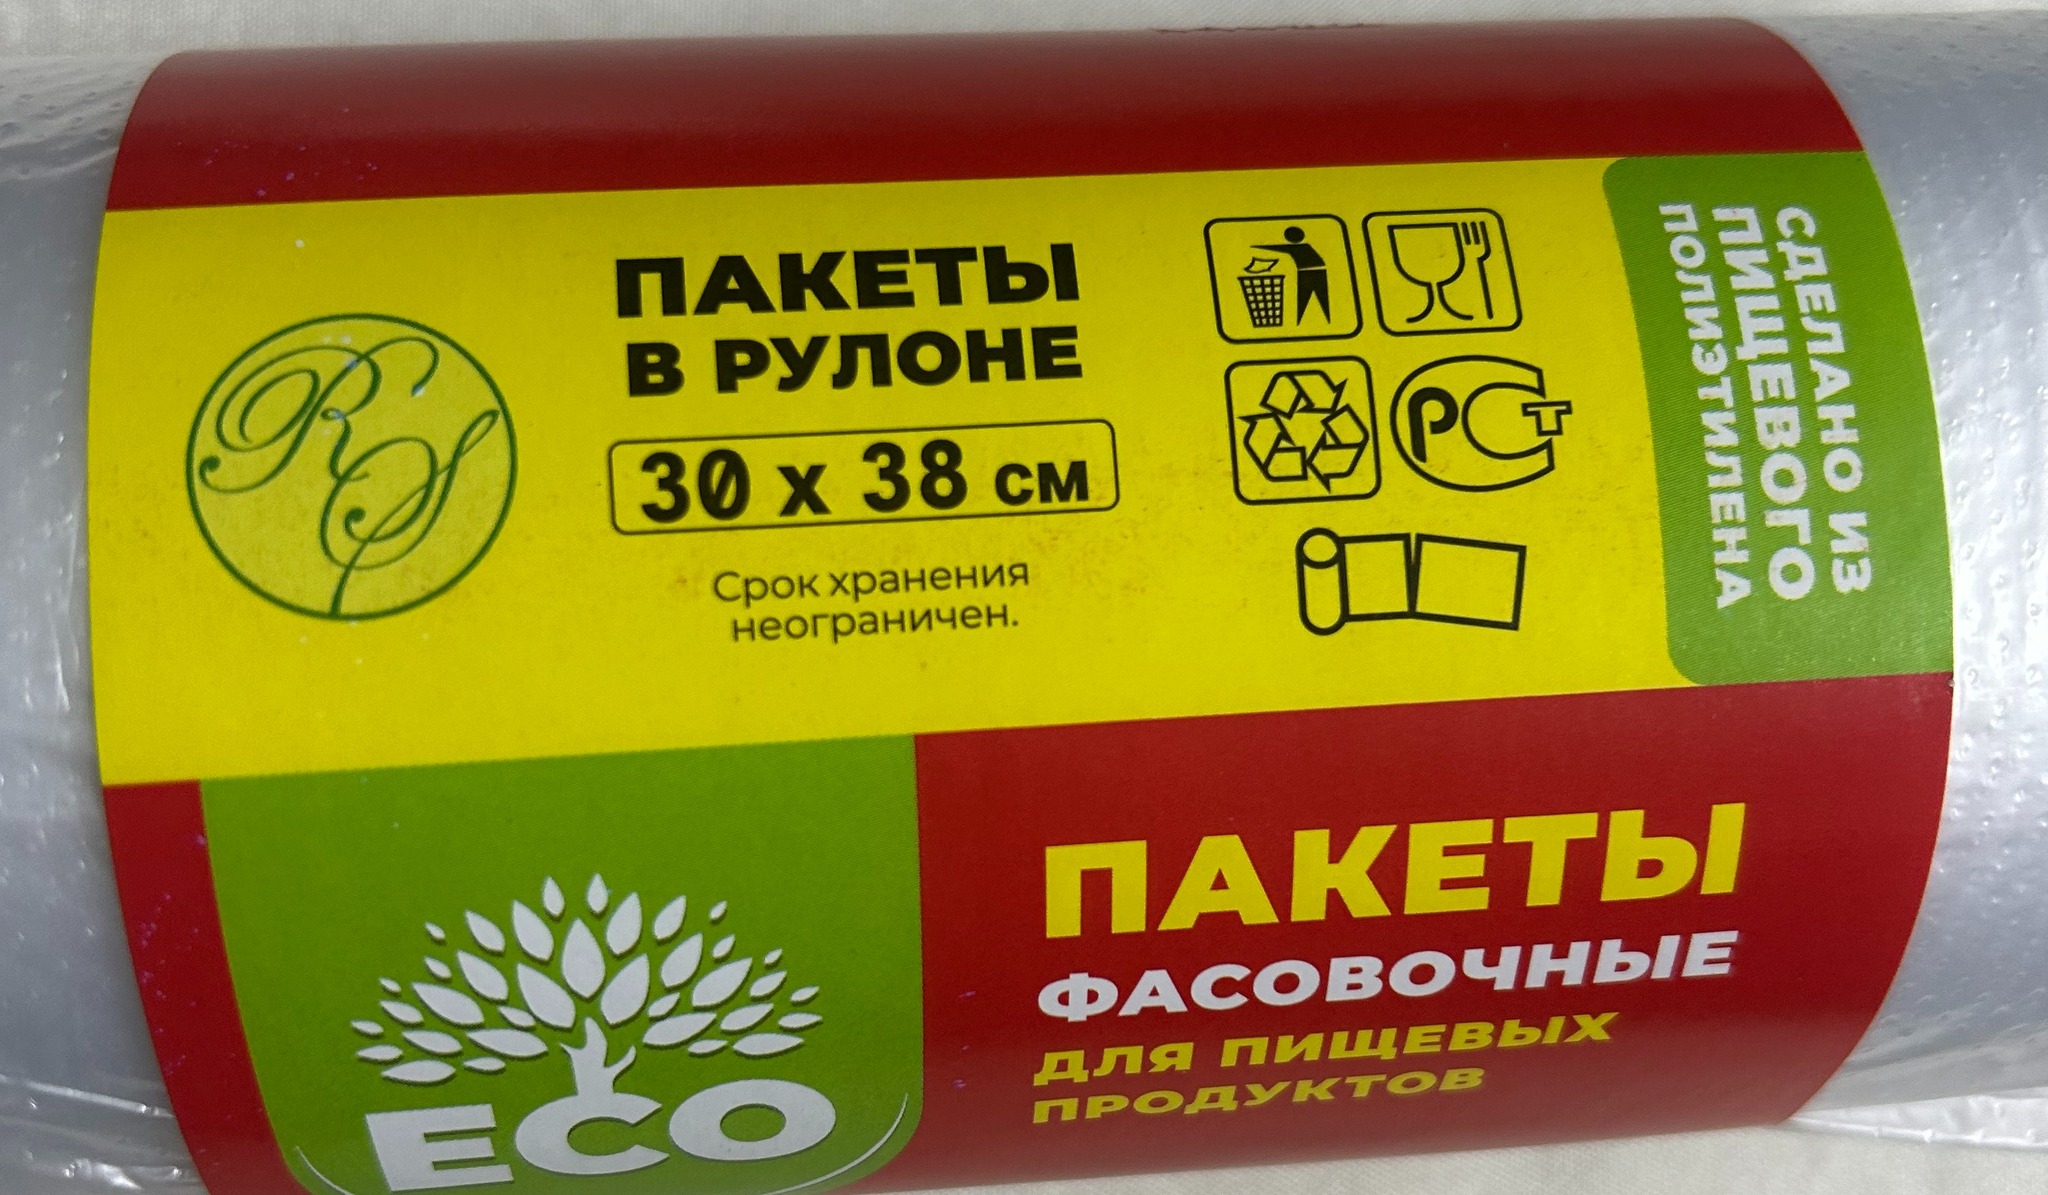 RS
ПАКЕТЫ
В РУЛОНЕ
30 х 38 см
Срок хранения
неограничен.
РСТ
СДЕЛАНО ИЗ
ПИЩЕВОГО
ПОЛИЭТИЛЕНА
ECO
ПАКЕТЫ
ФАСОВОЧНЫЕ
ДЛЯ ПИЩЕВЫХ
ПРОДУКТОВ